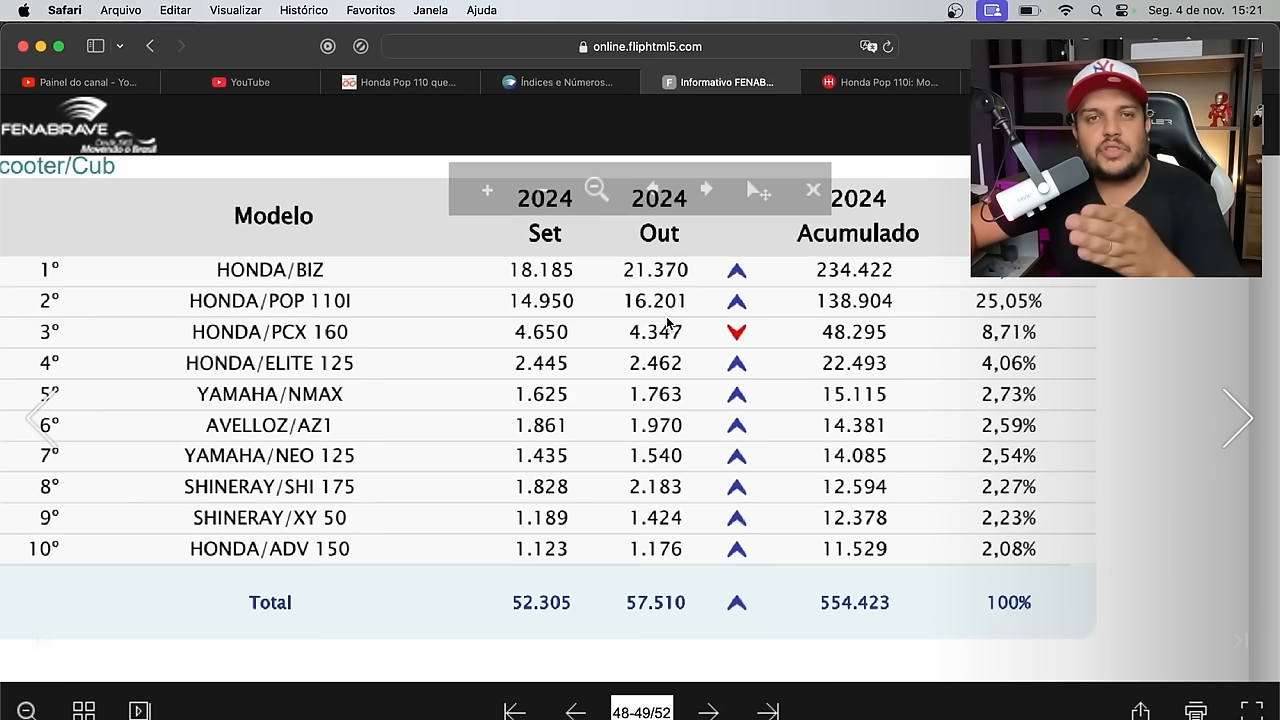 Safari Arquivo Editar Visualizar Histórico Favoritos Janela Ajuda Seg. 4 de nov. 15:21
online.fliphtml5.com
Painel do canal - Yo... YouTube Honda Pop 110 que... Índices e Números... Informativo FENAB... Honda Pop 110i: Mo...
FENABRAVE
Movendo o Brasil
cooter/Cub
Modelo 2024 Set 2024 Out 2024 Acumulado
1º HONDA/BIZ 18.185 21.370 234.422
2º HONDA/POP 110I 14.950 16.201 138.904 25,05%
3º HONDA/PCX 160 4.650 4.347 48.295 8,71%
4º HONDA/ELITE 125 2.445 2.462 22.493 4,06%
5º YAMAHA/NMAX 1.625 1.763 15.115 2,73%
6º AVELLOZ/AZ1 1.861 1.970 14.381 2,59%
7º YAMAHA/NEO 125 1.435 1.540 14.085 2,54%
8º SHINERAY/SHI 175 1.828 2.183 12.594 2,27%
9º SHINERAY/XY 50 1.189 1.424 12.378 2,23%
10º HONDA/ADV 150 1.123 1.176 11.529 2,08%
Total 52.305 57.510 554.423 100%
48-49/52